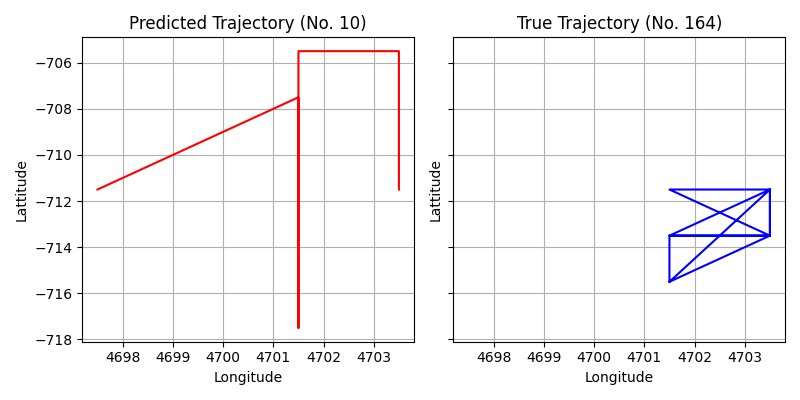 Predicted Trajectory (No. 10)
True Trajectory (No. 164)
Lattitude
−706
−708
−710
−712
−714
−716
−718
4698 4699 4700 4701 4702 4703
Longitude
Lattitude
4698 4699 4700 4701 4702 4703
Longitude